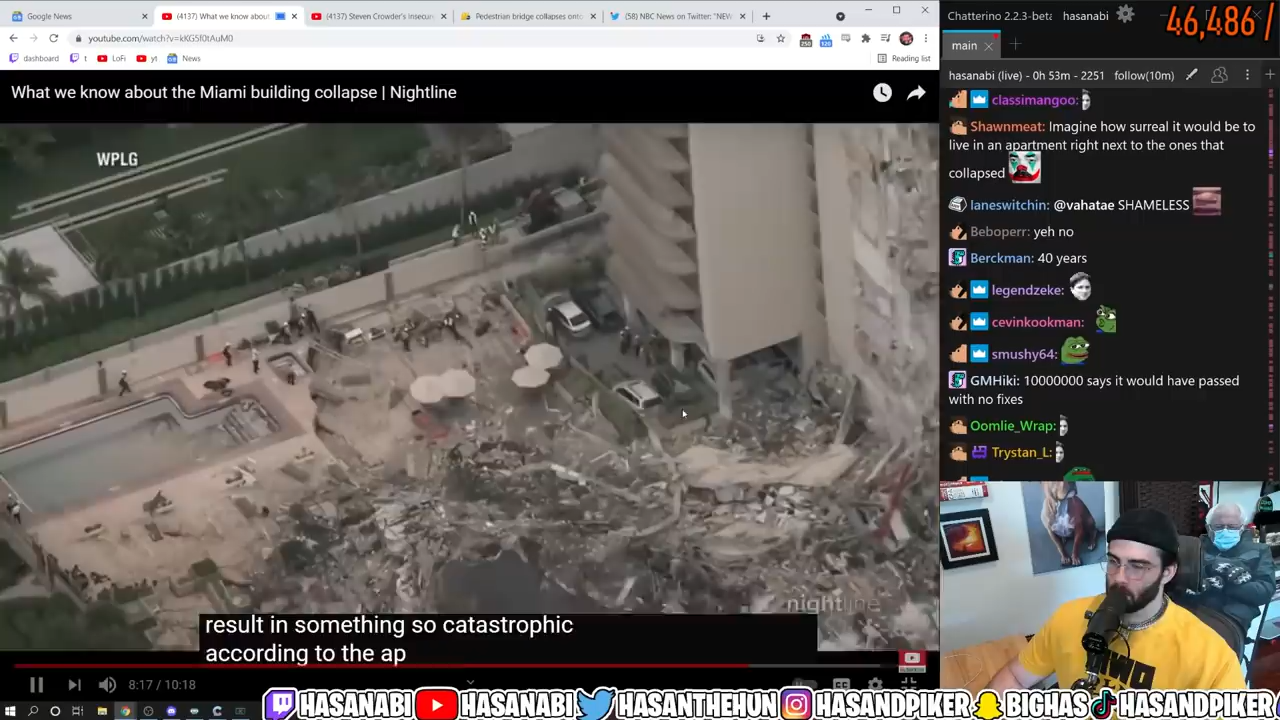 (4137) What we know about
(4137) Steven Crowder's Insecure
Pedestrian bridge collapses onto
(58) NBC News on Twitter: "NEW
Google News
youtube.com/watch?v=kKG5f0tAuM0
dashboard
t
LoFi
yt
News
Reading list
What we know about the Miami building collapse | Nightline
WPLG
nightline
result in something so catastrophic
according to the ap
8:17 / 10:18
Chatterino 2.2.3-beta
hasanabi
46,486 /
main
hasanabi (live) - 0h 53m - 2251
follow(10m)
classimangoo:
Shawnmeat: Imagine how surreal it would be to
live in an apartment right next to the ones that
collapsed
laneswitchin: @vahatae SHAMELESS
Beboperr: yeh no
Berckman: 40 years
legendzeke:
cevinkookman:
smushy64:
GMHiki: 10000000 says it would have passed
with no fixes
Oomlie_Wrap:
Trystan_L:
HASANABI
HASANABI
HASANTHEHUN
HASANDPIKER
BIGHAS
HASANDPIKER